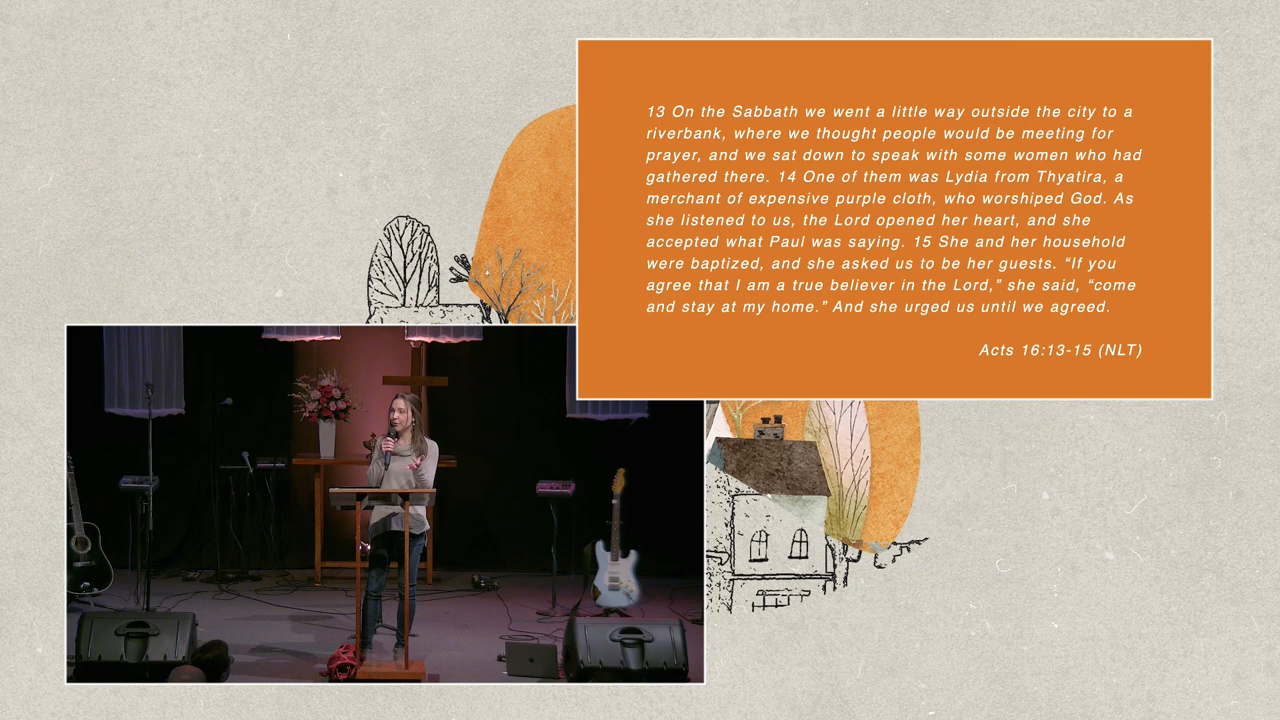 13 On the Sabbath we went a little way outside the city to a
riverbank, where we thought people would be meeting for
prayer, and we sat down to speak with some women who had
gathered there. 14 One of them was Lydia from Thyatira, a
merchant of expensive purple cloth, who worshiped God. As
she listened to us, the Lord opened her heart, and she
accepted what Paul was saying. 15 She and her household
were baptized, and she asked us to be her guests. “If you
agree that I am a true believer in the Lord,” she said, “come
and stay at my home.” And she urged us until we agreed.
Acts 16:13-15 (NLT)